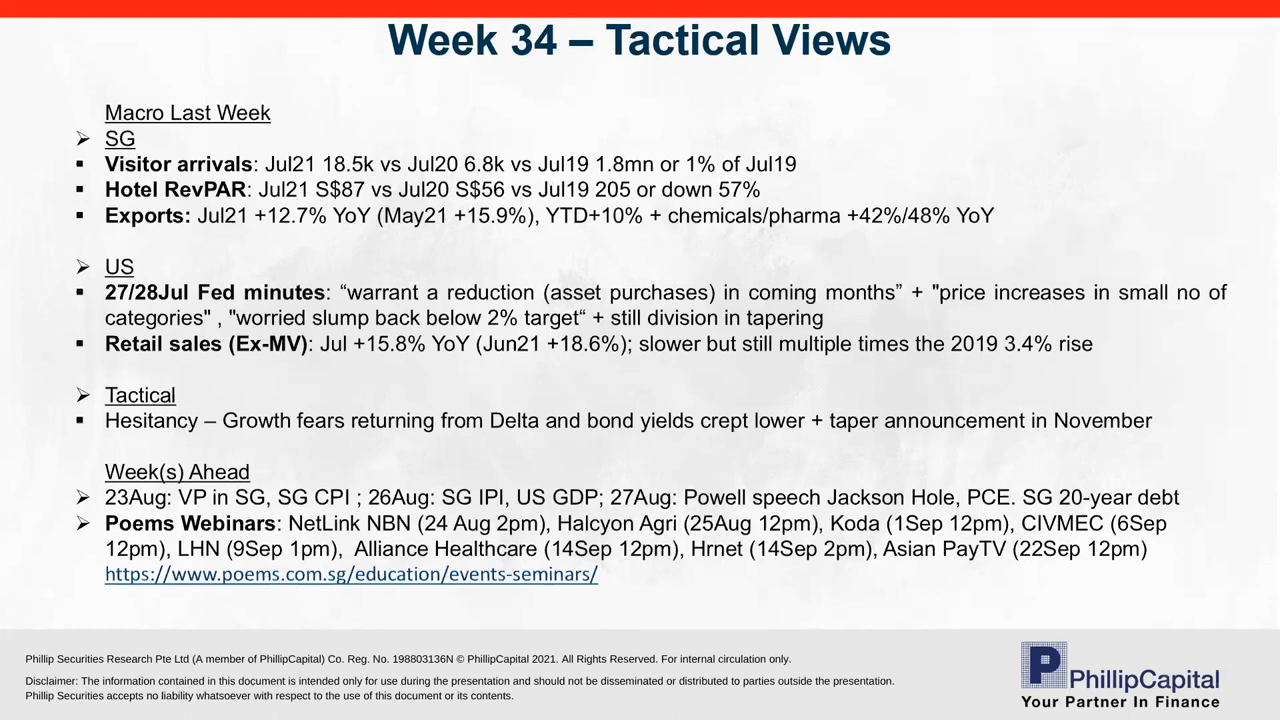 Week 34 – Tactical Views
Macro Last Week
➢ SG
▪ Visitor arrivals: Jul21 18.5k vs Jul20 6.8k vs Jul19 1.8mn or 1% of Jul19
▪ Hotel RevPAR: Jul21 S$87 vs Jul20 S$56 vs Jul19 205 or down 57%
▪ Exports: Jul21 +12.7% YoY (May21 +15.9%), YTD+10% + chemicals/pharma +42%/48% YoY
➢ US
▪ 27/28Jul Fed minutes: “warrant a reduction (asset purchases) in coming months” + "price increases in small no of
categories" , "worried slump back below 2% target“ + still division in tapering
▪ Retail sales (Ex-MV): Jul +15.8% YoY (Jun21 +18.6%); slower but still multiple times the 2019 3.4% rise
➢ Tactical
▪ Hesitancy – Growth fears returning from Delta and bond yields crept lower + taper announcement in November
Week(s) Ahead
➢ 23Aug: VP in SG, SG CPI ; 26Aug: SG IPI, US GDP; 27Aug: Powell speech Jackson Hole, PCE. SG 20-year debt
➢ Poems Webinars: NetLink NBN (24 Aug 2pm), Halcyon Agri (25Aug 12pm), Koda (1Sep 12pm), CIVMEC (6Sep
12pm), LHN (9Sep 1pm), Alliance Healthcare (14Sep 12pm), Hrnet (14Sep 2pm), Asian PayTV (22Sep 12pm)
https://www.poems.com.sg/education/events-seminars/
Phillip Securities Research Pte Ltd (A member of PhillipCapital) Co. Reg. No. 198803136N © PhillipCapital 2021. All Rights Reserved. For internal circulation only.
Disclaimer: The information contained in this document is intended only for use during the presentation and should not be disseminated or distributed to parties outside the presentation.
Phillip Securities accepts no liability whatsoever with respect to the use of this document or its contents.
P PhillipCapital
Your Partner In Finance